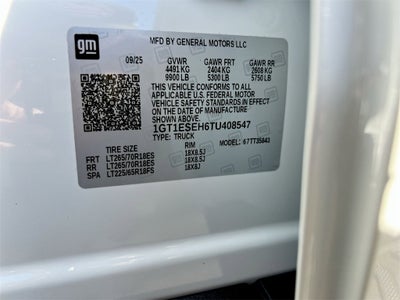 gm
MFD BY GENERAL MOTORS LLC
09/25 GVWR GAWR FRT GAWR RR
4491 KG 2404 KG 2608 KG
9900 LB 5300 LB 5750 LB
THIS VEHICLE CONFORMS TO ALL APPLICABLE U.S. FEDERAL MOTOR
VEHICLE SAFETY STANDARDS IN EFFECT ON
THE DATE OF MANUFACTURE SHOWN ABOVE.
1GT1ESEH6TU408547
TYPE: TRUCK
RIM MODEL:
FRT LT265/70R18ES 18X8.5J
RR LT265/70R18ES 18X8.5J
SPA LT225/65R18FS 18X8J